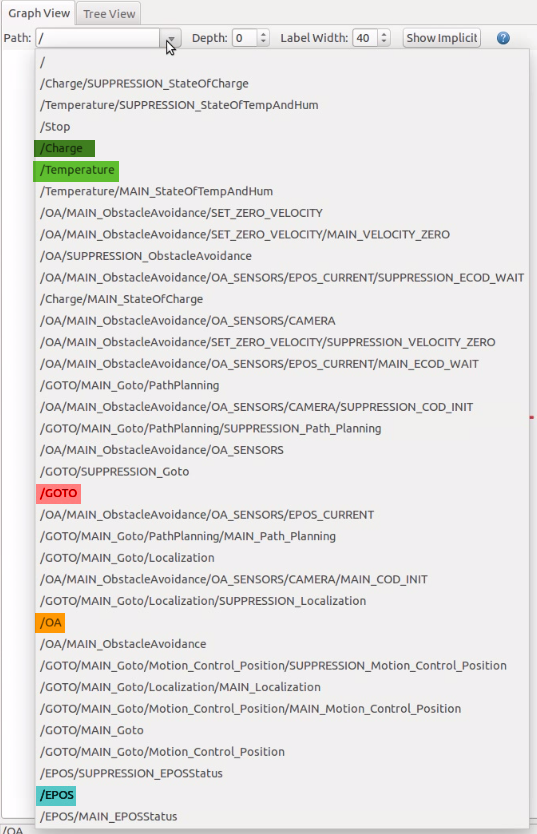 Graph View Tree View
Path: / Depth: 0 Label Width: 40 Show Implicit ?
/
/Charge/SUPPRESSION_StateOfCharge
/Temperature/SUPPRESSION_StateOfTempAndHum
/Stop
/Charge
/Temperature
/Temperature/MAIN_StateOfTempAndHum
/OA/MAIN_ObstacleAvoidance/SET_ZERO_VELOCITY
/OA/MAIN_ObstacleAvoidance/SET_ZERO_VELOCITY/MAIN_VELOCITY_ZERO
/OA/SUPPRESSION_ObstacleAvoidance
/OA/MAIN_ObstacleAvoidance/OA_SENSORS/EPOS_CURRENT/SUPPRESSION_ECOD_WAIT
/Charge/MAIN_StateOfCharge
/OA/MAIN_ObstacleAvoidance/OA_SENSORS/CAMERA
/OA/MAIN_ObstacleAvoidance/SET_ZERO_VELOCITY/SUPPRESSION_VELOCITY_ZERO
/OA/MAIN_ObstacleAvoidance/OA_SENSORS/EPOS_CURRENT/MAIN_ECOD_WAIT
/GOTO/MAIN_Goto/PathPlanning
/OA/MAIN_ObstacleAvoidance/OA_SENSORS/CAMERA/SUPPRESSION_COD_INIT
/GOTO/MAIN_Goto/PathPlanning/SUPPRESSION_Path_Planning
/OA/MAIN_ObstacleAvoidance/OA_SENSORS
/GOTO/SUPPRESSION_Goto
/GOTO
/OA/MAIN_ObstacleAvoidance/OA_SENSORS/EPOS_CURRENT
/GOTO/MAIN_Goto/PathPlanning/MAIN_Path_Planning
/GOTO/MAIN_Goto/Localization
/OA/MAIN_ObstacleAvoidance/OA_SENSORS/CAMERA/MAIN_COD_INIT
/GOTO/MAIN_Goto/Localization/SUPPRESSION_Localization
/OA
/OA/MAIN_ObstacleAvoidance
/GOTO/MAIN_Goto/Motion_Control_Position/SUPPRESSION_Motion_Control_Position
/GOTO/MAIN_Goto/Localization/MAIN_Localization
/GOTO/MAIN_Goto/Motion_Control_Position/MAIN_Motion_Control_Position
/GOTO/MAIN_Goto
/GOTO/MAIN_Goto/Motion_Control_Position
/EPOS/SUPPRESSION_EPOSStatus
/EPOS
/EPOS/MAIN_EPOSStatus
/OA